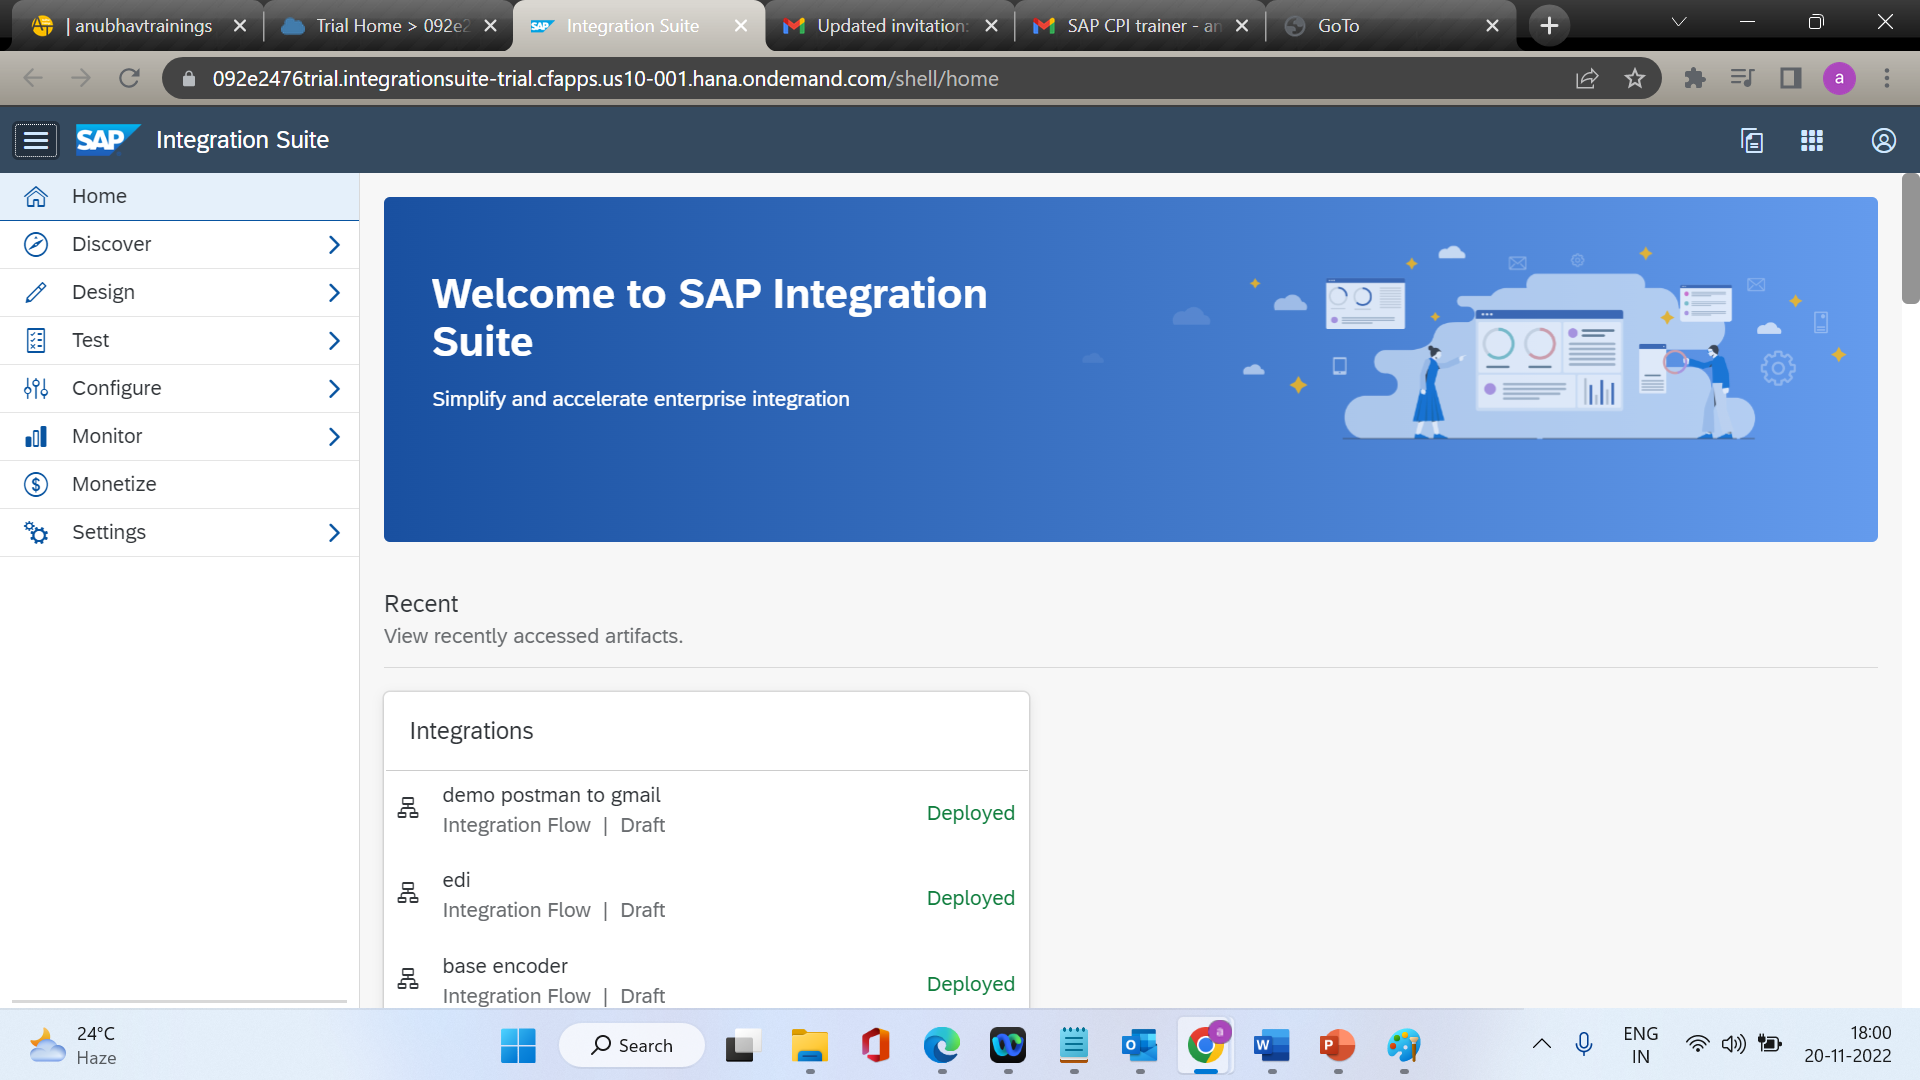 | anubhavtrainings
Trial Home > 092e2
Integration Suite
Updated invitation:
SAP CPI trainer - an
GoTo
092e2476trial.integrationsuite-trial.cfapps.us10-001.hana.ondemand.com/shell/home
a
SAP Integration Suite
Home
Discover
Design
Test
Configure
Monitor
Monetize
Settings
Welcome to SAP Integration
Suite
Simplify and accelerate enterprise integration
Recent
View recently accessed artifacts.
Integrations
demo postman to gmail
Integration Flow | Draft
Deployed
edi
Integration Flow | Draft
Deployed
base encoder
Integration Flow | Draft
Deployed
24°C
Haze
Search
ENG
IN
18:00
20-11-2022